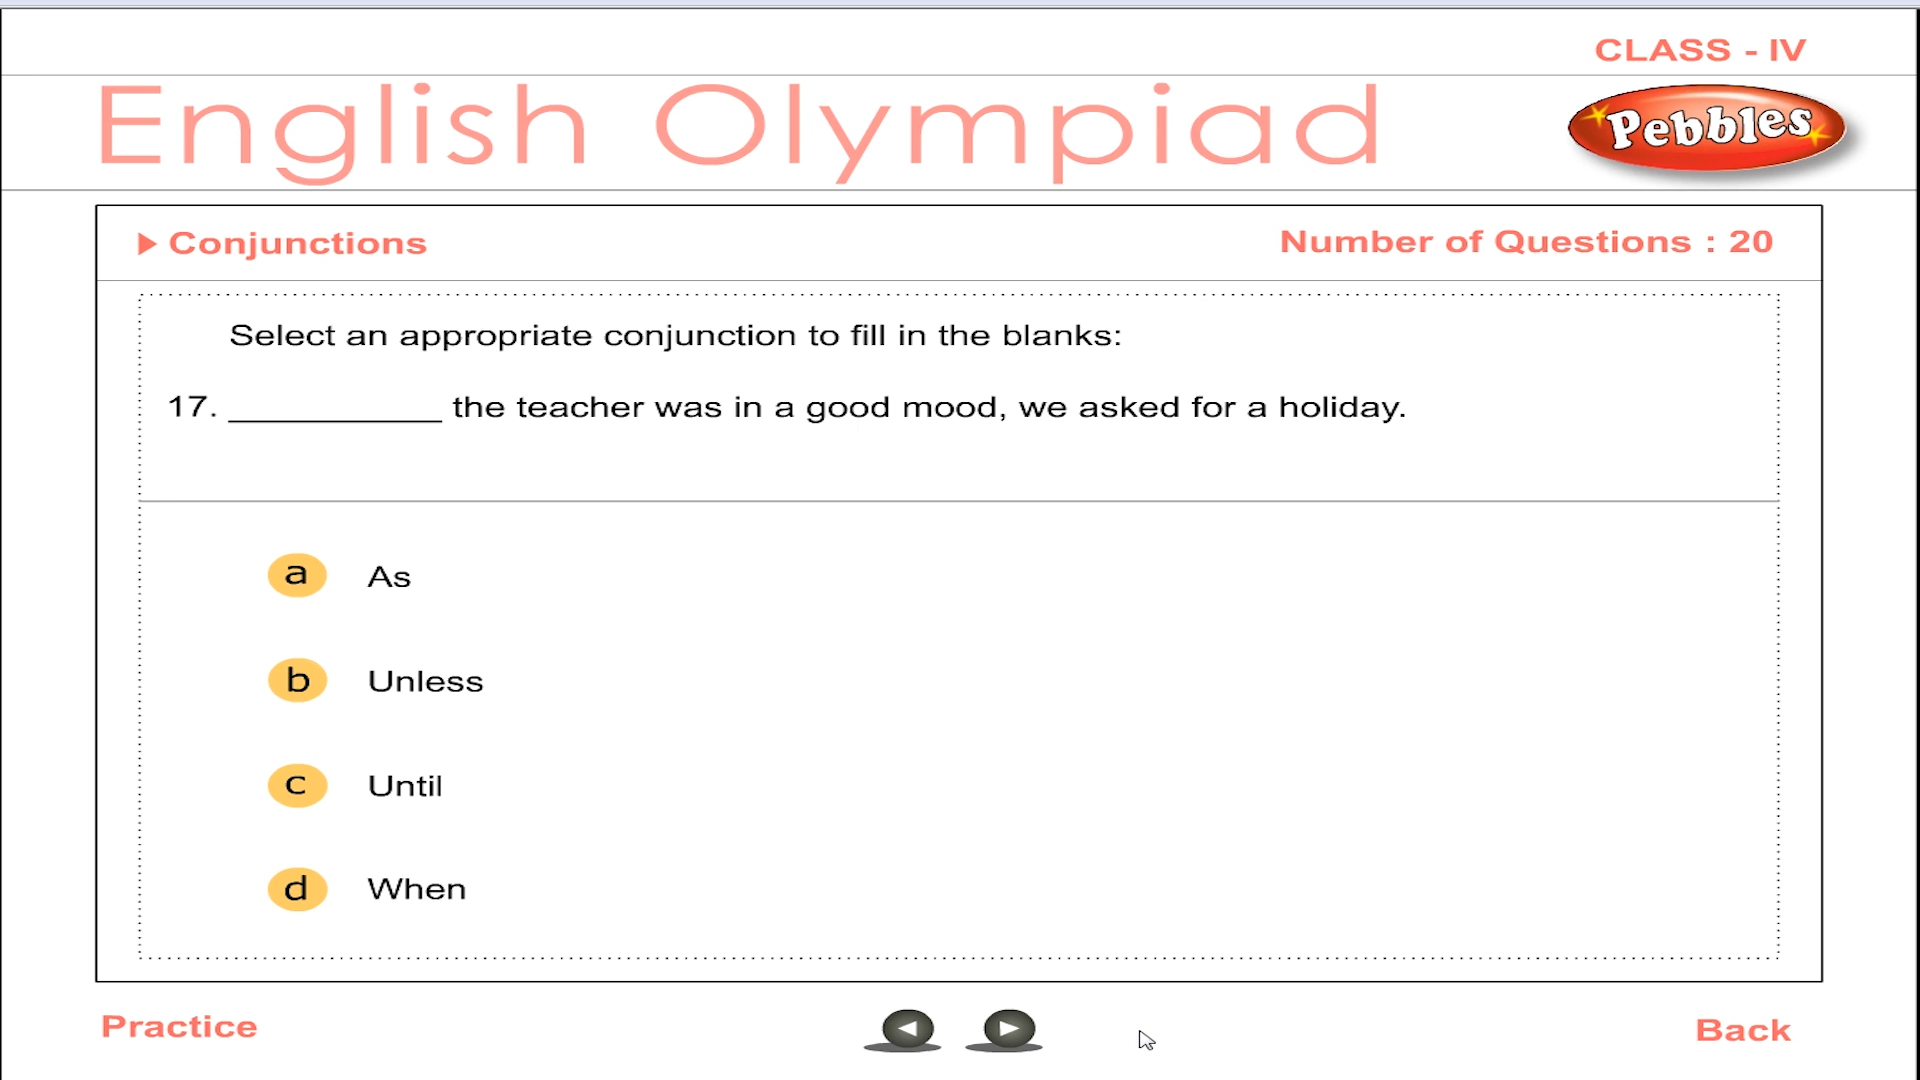 CLASS - IV
English Olympiad
Pebbles
Conjunctions
Number of Questions : 20
Select an appropriate conjunction to fill in the blanks:
17. ____________ the teacher was in a good mood, we asked for a holiday.
a As
b Unless
c Until
d When
Practice
Back